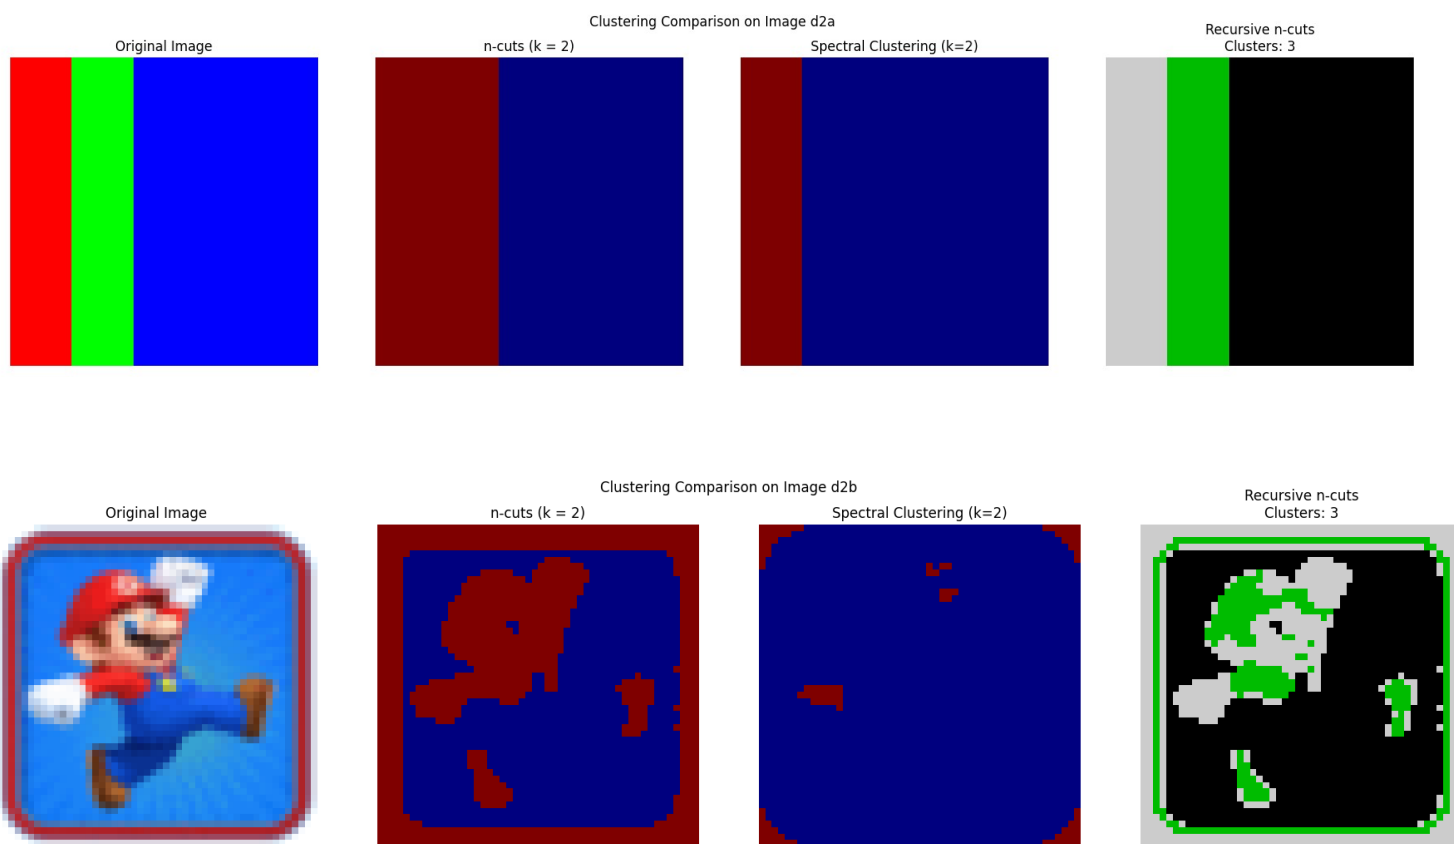 Clustering Comparison on Image d2a
Original Image
n-cuts (k = 2)
Spectral Clustering (k=2)
Recursive n-cuts
Clusters: 3
Clustering Comparison on Image d2b
Original Image
n-cuts (k = 2)
Spectral Clustering (k=2)
Recursive n-cuts
Clusters: 3